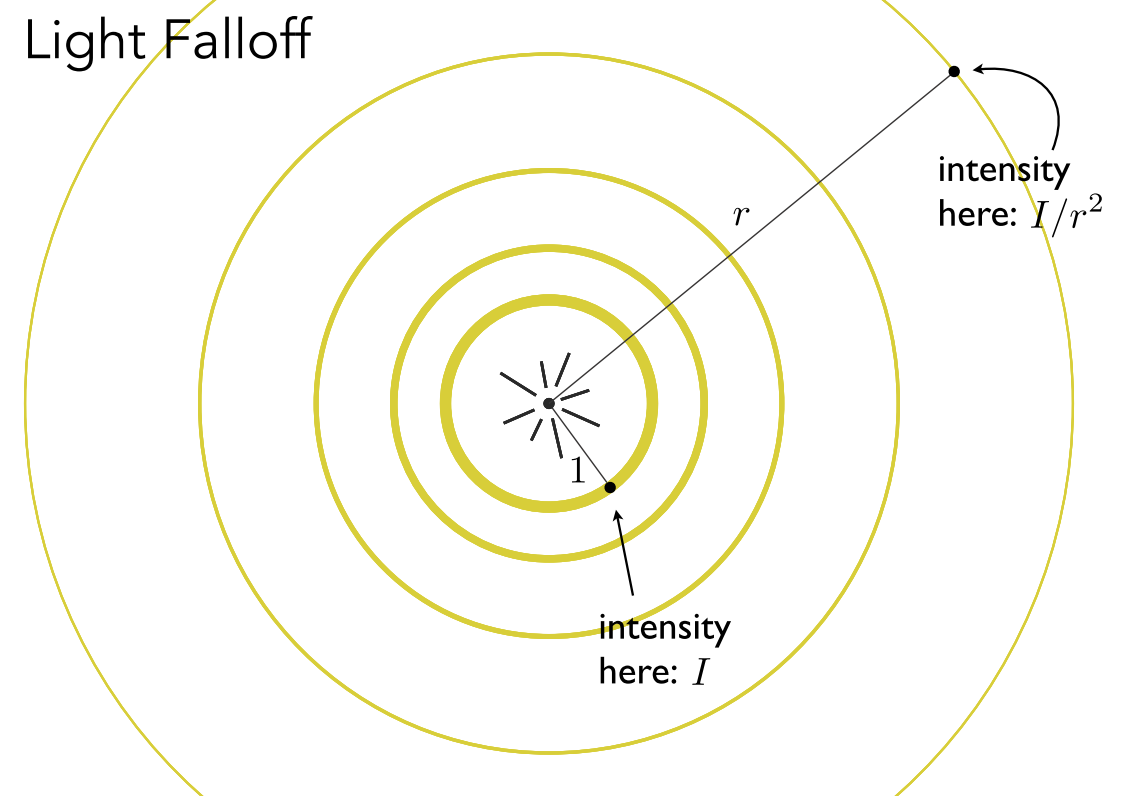 Light Falloff
intensity
here: I/r²
r
1
intensity
here: I